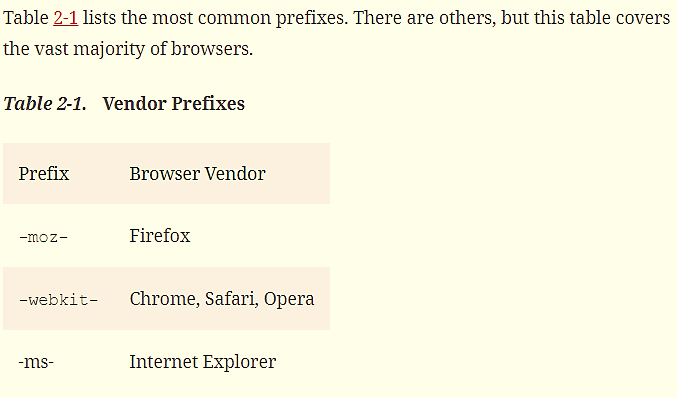 Table 2-1 lists the most common prefixes. There are others, but this table covers
the vast majority of browsers.
Table 2-1. Vendor Prefixes
Prefix Browser Vendor
-moz- Firefox
-webkit- Chrome, Safari, Opera
-ms- Internet Explorer